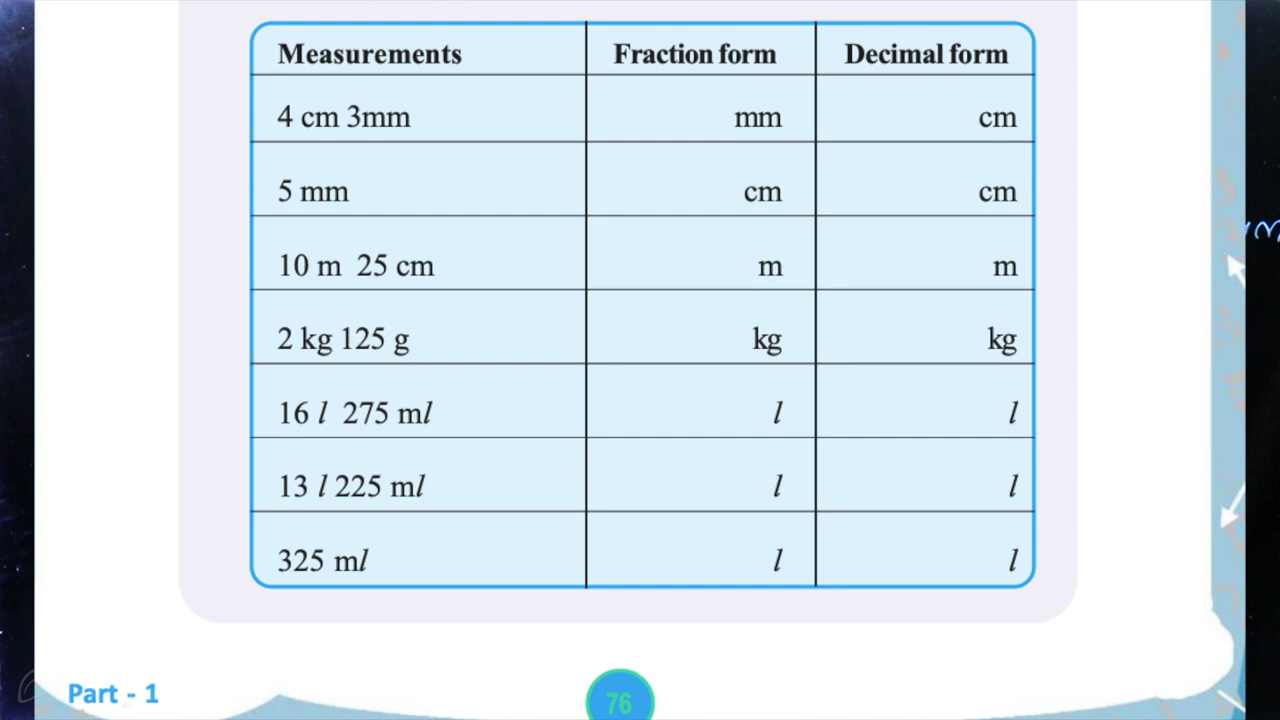 Measurements Fraction form Decimal form
4 cm 3mm mm cm
5 mm cm cm
10 m 25 cm m m
2 kg 125 g kg kg
16 l 275 ml l l
13 l 225 ml l l
325 ml l l
Part - 1
76